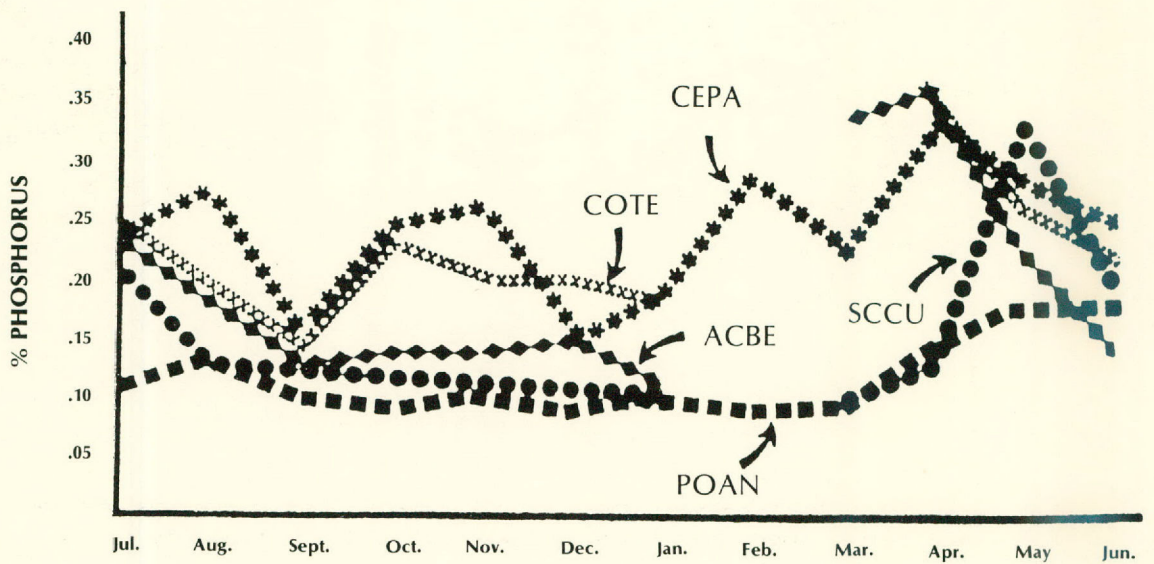 .40
.35
.30
.25
.20
.15
.10
.05
% PHOSPHORUS
CEPA
COTE
ACBE
SCCU
POAN
Jul. Aug. Sept. Oct. Nov. Dec. Jan. Feb. Mar. Apr. May Jun.